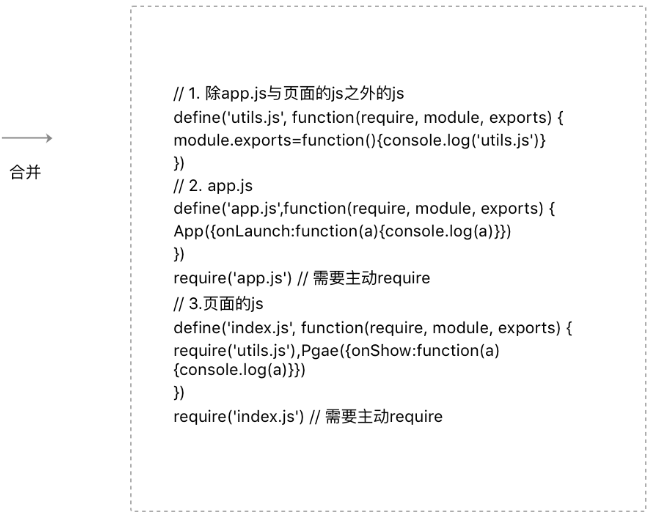 // 1. 除app.js与页面的js之外的js
define('utils.js', function(require, module, exports) {
module.exports=function(){console.log('utils.js')}
})
// 2. app.js
define('app.js',function(require, module, exports) {
App({onLaunch:function(a){console.log(a)}})
})
require('app.js') // 需要主动require
// 3.页面的js
define('index.js', function(require, module, exports) {
require('utils.js'),Pgae({onShow:function(a)
{console.log(a)}})
})
require('index.js') // 需要主动require
合并